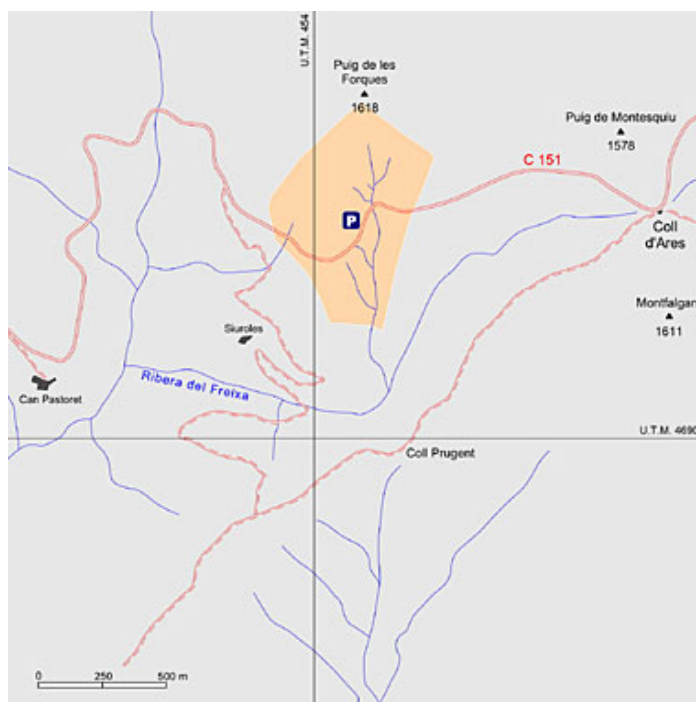 U.T.M. 454
Puig de les
Forques
1618
Puig de Montesquiu
1578
C 151
P
Coll
d'Ares
Montfalgar
1611
Siuroles
Can Pastoret
Ribera del Freixa
U.T.M. 4690
Coll Prugent
0 250 500 m